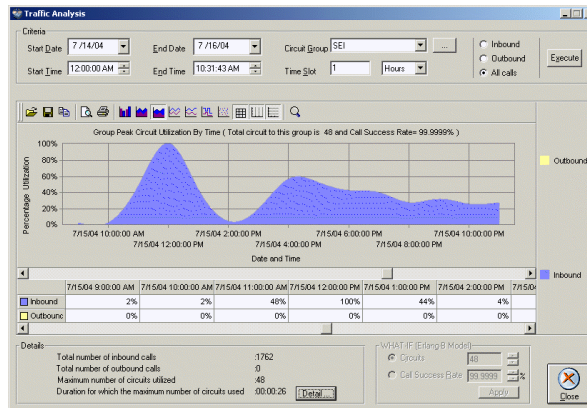 Traffic Analysis
Criteria
Start Date 7 /14/04 End Date 7 /16/04 Circuit Group SEI ... Inbound
Outbound
Start Time 12:00:00 AM End Time 10:31:43 AM Time Slot 1 Hours All calls
Execute
Group Peak Circuit Utilization By Time ( Total circuit to this group is 48 and Call Success Rate= 99.9999% )
100%
80%
60%
40%
20%
0%
Percentage Utilization
7/15/04 10:00:00 AM 7/15/04 2:00:00 PM 7/15/04 6:00:00 PM 7/15/04 10:00:00 PM
7/15/04 12:00:00 PM 7/15/04 4:00:00 PM 7/15/04 8:00:00 PM
Date and Time
Outbound
Inbound
7/15/04 9:00:00 AM 7/15/04 10:00:00 AM 7/15/04 11:00:00 AM 7/15/04 12:00:00 PM 7/15/04 1:00:00 PM 7/15/04 2:00:00 PM 7/15/0
Inbound 2% 2% 48% 100% 44% 4%
Outbounc 0% 0% 0% 0% 0% 0%
Details
Total number of inbound calls :1762
Total number of outbound calls :0
Maximum number of circuits utilized :48
Duration for which the maximum number of circuits used :00:00:26 Detail...
WHAT-IF (Erlang-B Model)
Circuits 48
Call Success Rate 99.9999 %
Apply
Close